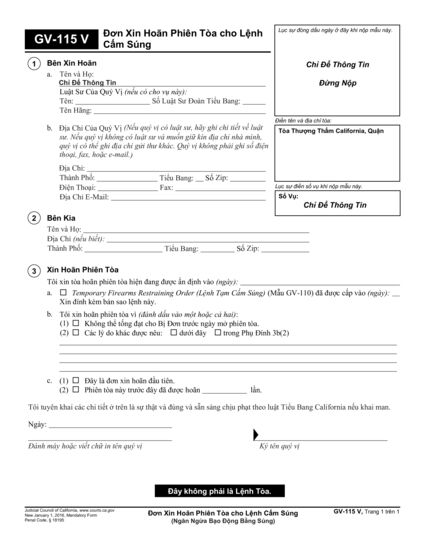 GV-115 V
Đơn Xin Hoãn Phiên Tòa cho Lệnh
Cấm Súng
Lục sự đóng dấu ngày ở đây khi nộp mẫu này.
Chỉ Để Thông Tin
Đừng Nộp
1 Bên Xin Hoãn
a. Tên và Họ:
Chỉ Để Thông Tin
Luật Sư Của Quý Vị (nếu có cho vụ này):
Tên: Số Luật Sư Đoàn Tiểu Bang:
Tên Hãng:
Điền tên và địa chỉ tòa:
Tòa Thượng Thẩm California, Quận
b. Địa Chỉ Của Quý Vị (Nếu quý vị có luật sư, hãy ghi chi tiết về luật
sư. Nếu quý vị không có luật sư và muốn giữ kín địa chỉ nhà mình,
quý vị có thể ghi địa chỉ gửi thư khác. Quý vị không phải ghi số điện
thoại, fax, hoặc e-mail.)
Địa Chỉ:
Thành Phố: Tiểu Bang: Số Zip:
Điện Thoại: Fax:
Địa Chỉ E-Mail:
Lục sự điền số vụ khi nộp mẫu này.
Số Vụ:
Chỉ Để Thông Tin
2 Bên Kia
Tên và Họ:
Địa Chỉ (nếu biết):
Thành Phố: Tiểu Bang: Số Zip:
3 Xin Hoãn Phiên Tòa
Tôi xin hoãn phiên tòa hiện đang được ấn định vào (ngày):
a. ☐ Temporary Firearms Restraining Order (Lệnh Tạm Cấm Súng) (Mẫu GV-110) đã được cấp vào (ngày):
Xin đính kèm bản sao lệnh này.
b. Tôi xin hoãn phiên tòa vì (đánh dấu vào một hoặc cả hai):
(1) ☐ Không thể tống đạt cho Bị Đơn trước ngày mở phiên tòa.
(2) ☐ Các lý do khác được nêu: ☐ dưới đây ☐ trong Phụ Đính 3b(2)
c. (1) ☐ Đây là đơn xin hoãn đầu tiên.
(2) ☐ Phiên tòa này trước đây đã được hoãn lần.
Tôi tuyên khai các chi tiết ở trên là sự thật và đúng và sẵn sàng chịu phạt theo luật Tiểu Bang California nếu khai man.
Ngày:
Đánh máy hoặc viết chữ in tên quý vị Ký tên quý vị
Đây không phải là Lệnh Tòa.
Judicial Council of California, www.courts.ca.gov
New January 1, 2016, Mandatory Form
Penal Code, § 18195
Đơn Xin Hoãn Phiên Tòa cho Lệnh Cấm Súng
(Ngăn Ngừa Bạo Động Bằng Súng)
GV-115 V, Trang 1 trên 1